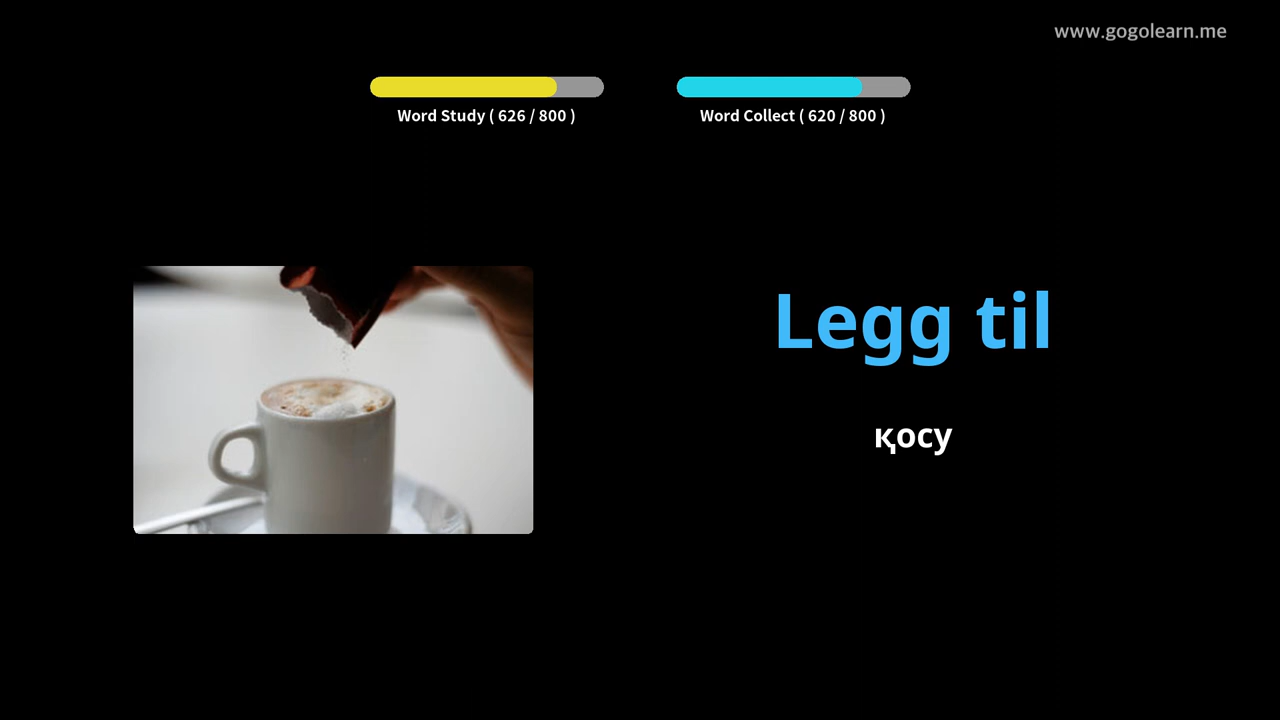 www.gogolearn.me
Word Study ( 626 / 800 )
Word Collect ( 620 / 800 )
Legg til
қосу